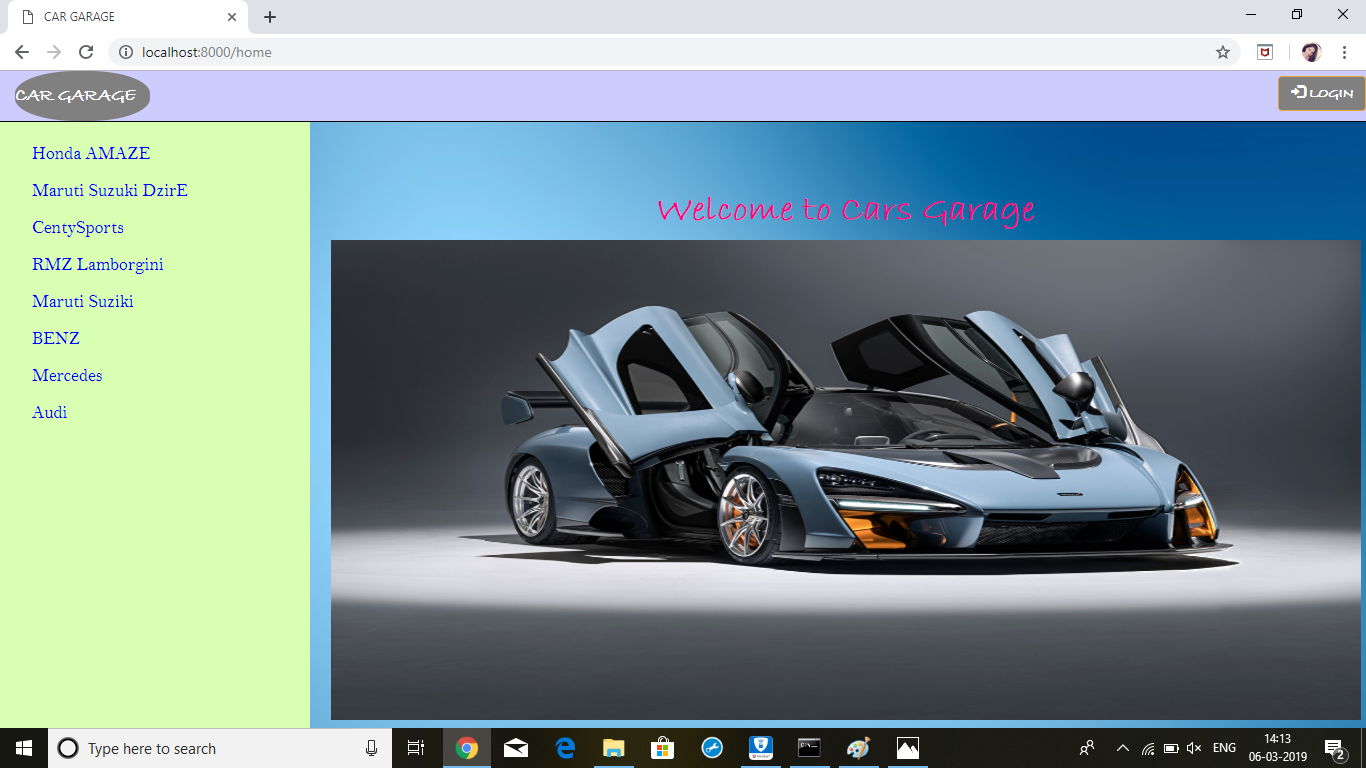 CAR GARAGE
localhost:8000/home
CAR GARAGE
LOGIN
Honda AMAZE
Maruti Suzuki DzirE
CentySports
RMZ Lamborgini
Maruti Suziki
BENZ
Mercedes
Audi
Welcome to Cars Garage
Type here to search
ENG
14:13
06-03-2019
2